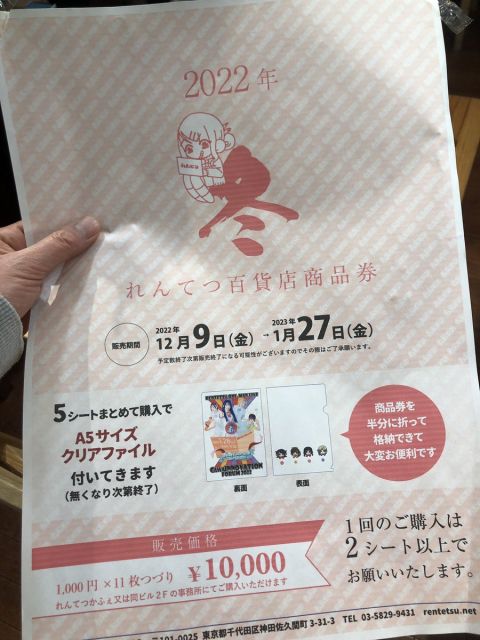 2022年
冬
れんてつ百貨店商品券
販売期間
2022年 12月9日(金) → 2023年 1月27日(金)
予定数終了次第販売終了になる可能性がございますのでその際はご了承願います。
5シートまとめて購入で
A5サイズ
クリアファイル
付いてきます
(無くなり次第終了)
裏面
表面
商品券を
半分に折って
格納できて
大変お便利です
販売価格
1,000円×11枚つづり ¥10,000
れんてつかふぇ又は同ビル2Fの事務所にてご購入いただけます
1回のご購入は
2シート以上で
お願いいたします。
〒101-0025 東京都千代田区神田佐久間町3-31-3 TEL 03-5829-9431 rentetsu.net